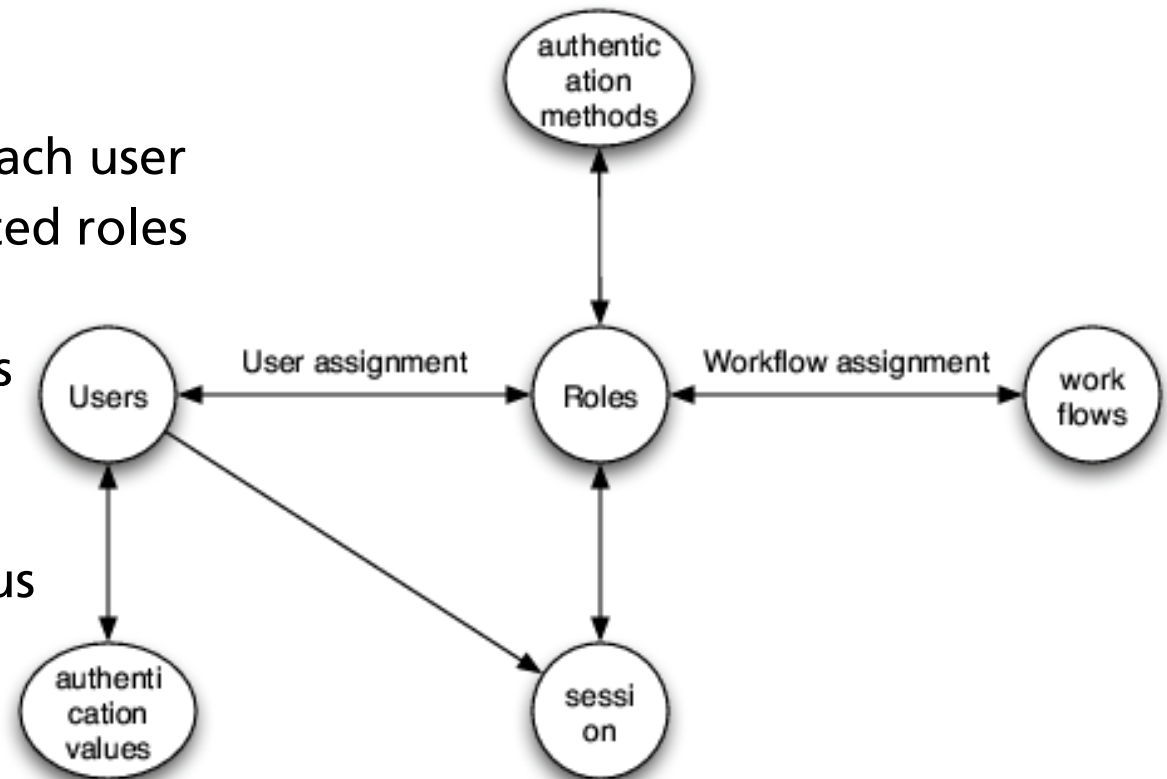 authentic
ation
methods
ach user
ed roles
s
User assignment
Workflow assignment
Users
Roles
work
flows
us
authenti
cation
values
sessi
on